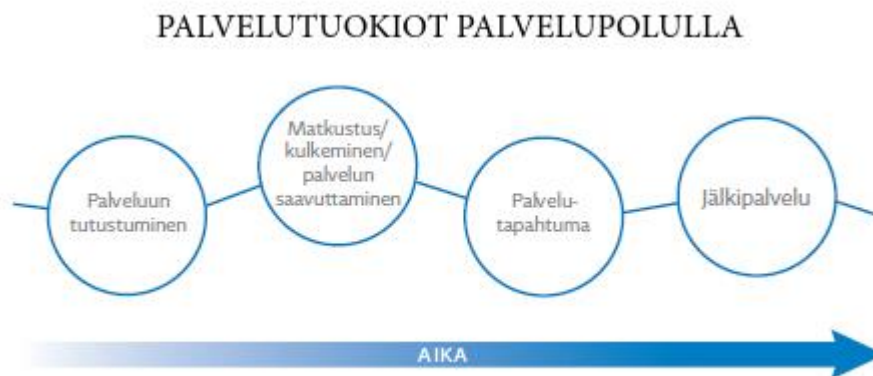 PALVELUTUOKIOT PALVELUPOLULLA
Palveluun
tutustuminen
Matkustus/
kulkeminen/
palvelun
saavuttaminen
Palvelu-
tapahtuma
Jälkipalvelu
AIKA